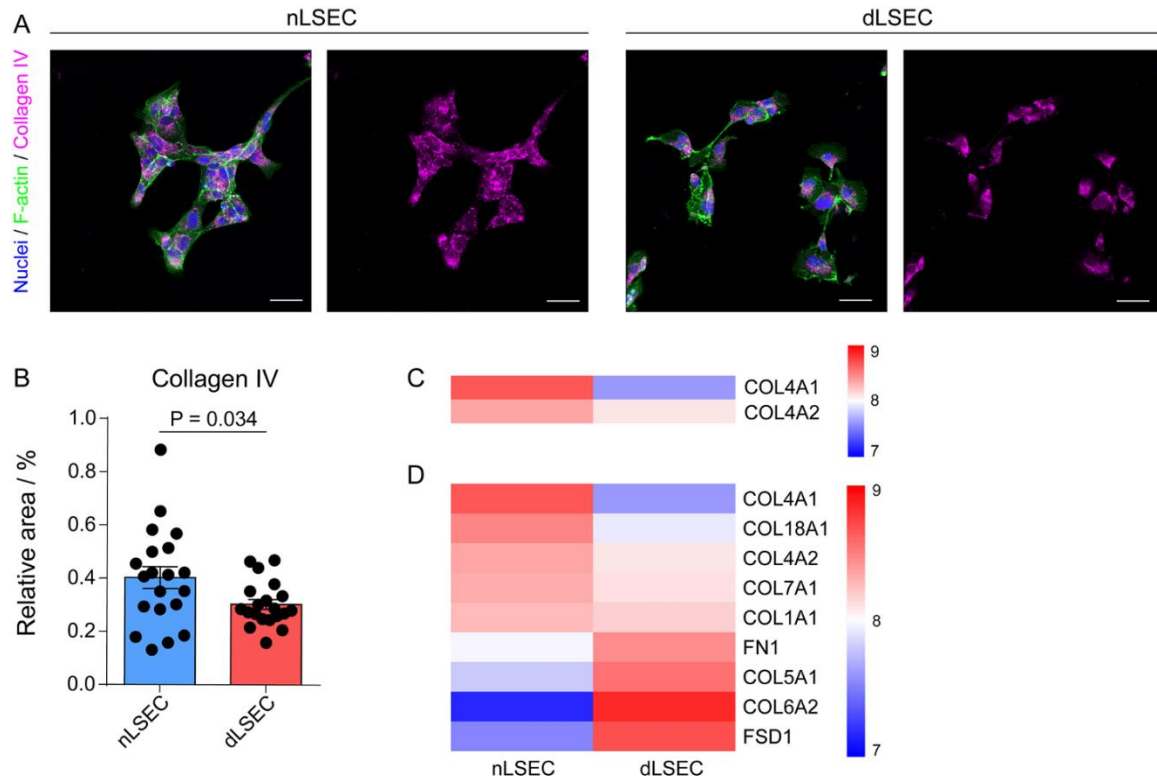 A
nLSEC
dLSEC
Nuclei / F-actin / Collagen IV
B
Collagen IV
P = 0.034
Relative area / %
1.0
0.8
0.6
0.4
0.2
0.0
nLSEC
dLSEC
C
COL4A1
COL4A2
9
8
7
D
COL4A1
COL18A1
COL4A2
COL7A1
COL1A1
FN1
COL5A1
COL6A2
FSD1
nLSEC
dLSEC
9
8
7